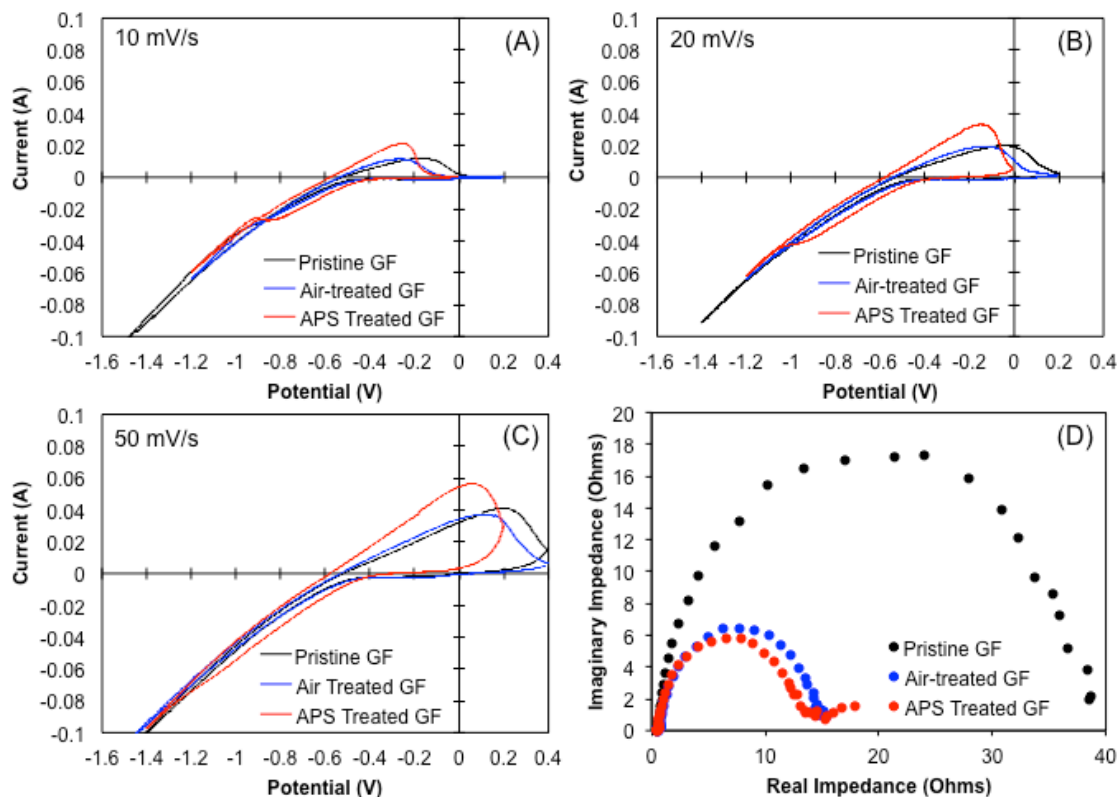 10 mV/s
(A)
0.1
0.08
0.06
0.04
0.02
0
-0.02
-0.04
-0.06
-0.08
-0.1
Current (A)
Pristine GF
Air-treated GF
APS Treated GF
-1.6 -1.4 -1.2 -1 -0.8 -0.6 -0.4 -0.2 0 0.2 0.4
Potential (V)
20 mV/s
(B)
0.1
0.08
0.06
0.04
0.02
0
-0.02
-0.04
-0.06
-0.08
-0.1
Current (A)
Pristine GF
Air-treated GF
APS Treated GF
-1.6 -1.4 -1.2 -1 -0.8 -0.6 -0.4 -0.2 0 0.2 0.4
Potential (V)
50 mV/s
(C)
0.1
0.08
0.06
0.04
0.02
0
-0.02
-0.04
-0.06
-0.08
-0.1
Current (A)
Pristine GF
Air Treated GF
APS Treated GF
-1.6 -1.4 -1.2 -1 -0.8 -0.6 -0.4 -0.2 0 0.2 0.4
Potential (V)
(D)
20
18
16
14
12
10
8
6
4
2
0
Imaginary Impedance (Ohms)
Pristine GF
Air-treated GF
APS Treated GF
0 10 20 30 40
Real Impedance (Ohms)